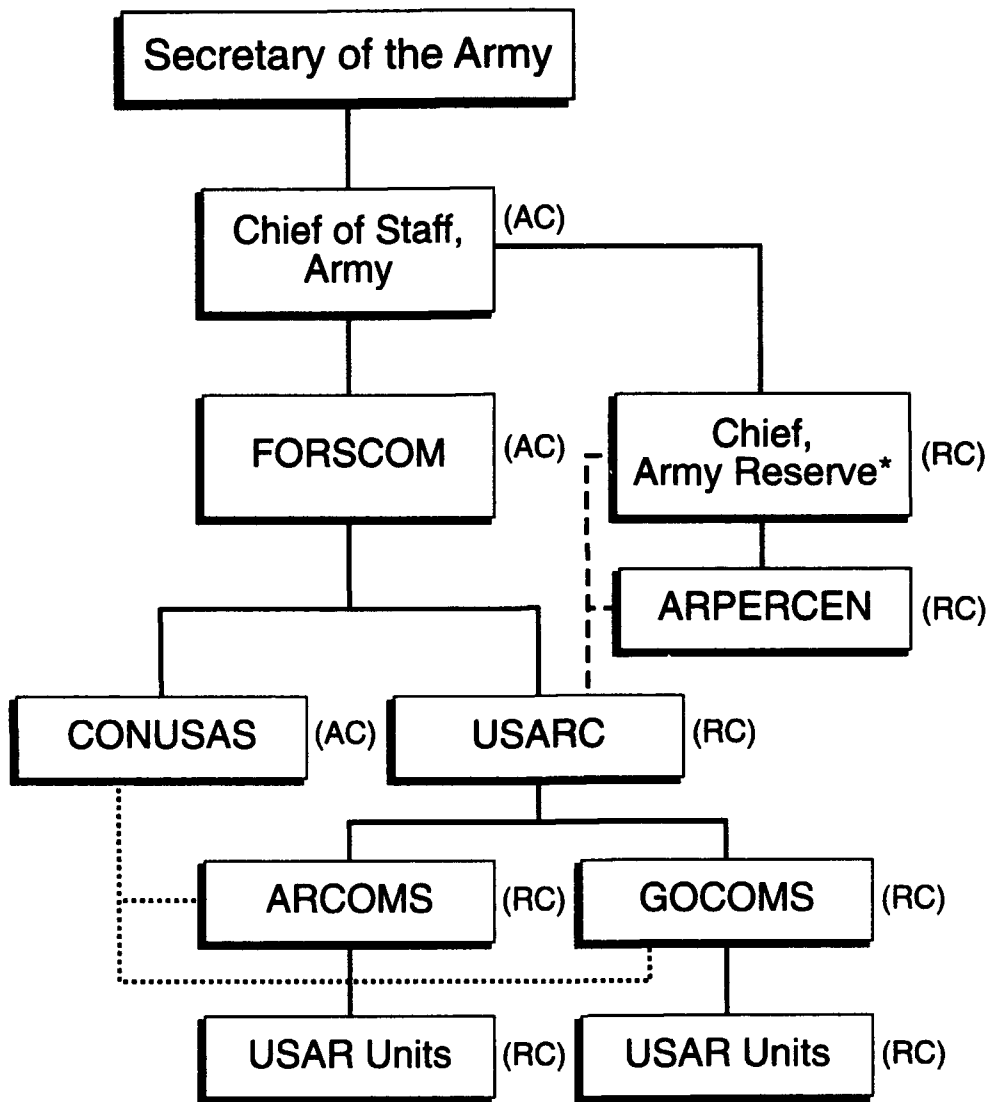 Secretary of the Army
Chief of Staff,
Army
(AC)
FORSCOM
(AC)
Chief,
Army Reserve*
(RC)
ARPERCEN
(RC)
CONUSAS
(AC)
USARC
(RC)
ARCOMS
(RC)
GOCOMS
(RC)
USAR Units
(RC)
USAR Units
(RC)